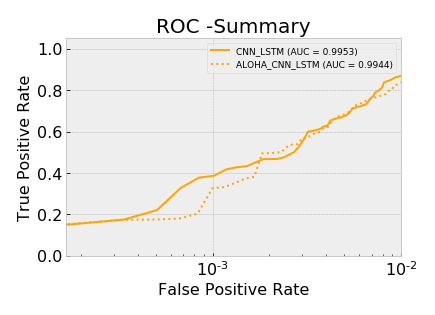 ROC -Summary
CNN_LSTM (AUC = 0.9953)
ALOHA_CNN_LSTM (AUC = 0.9944)
True Positive Rate
1.0
0.8
0.6
0.4
0.2
0.0
10⁻³ 10⁻²
False Positive Rate